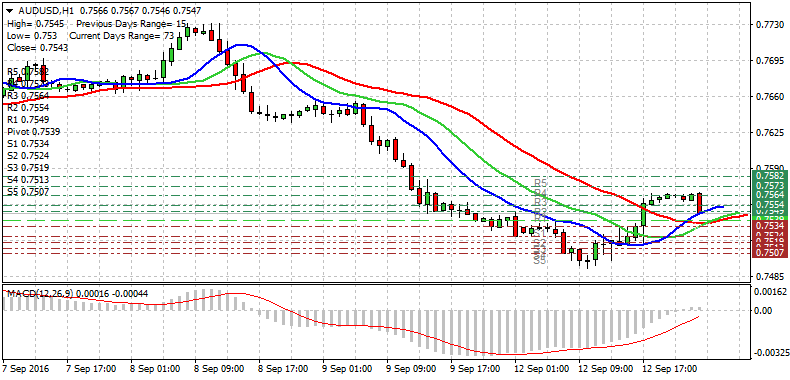 AUDUSD,H1 0.7566 0.7567 0.7546 0.7547
High= 0.7545 Previous Days Range= 15
Low= 0.753 Current Days Range= 73
Close= 0.7543
R5 0.7582
R3 0.7564
R2 0.7554
R1 0.7549
Pivot 0.7539
S1 0.7534
S2 0.7524
S3 0.7519
S4 0.7513
S5 0.7507
0.7730
0.7695
0.7660
0.7625
0.7590
0.7582
0.7573
0.7564
0.7554
0.7534
0.7519
0.7507
0.7485
MACD(12,26,9) 0.00016 -0.00044
0.00162
0.00
-0.00325
7 Sep 2016 7 Sep 17:00 8 Sep 01:00 8 Sep 09:00 8 Sep 17:00 9 Sep 01:00 9 Sep 09:00 9 Sep 17:00 12 Sep 01:00 12 Sep 09:00 12 Sep 17:00